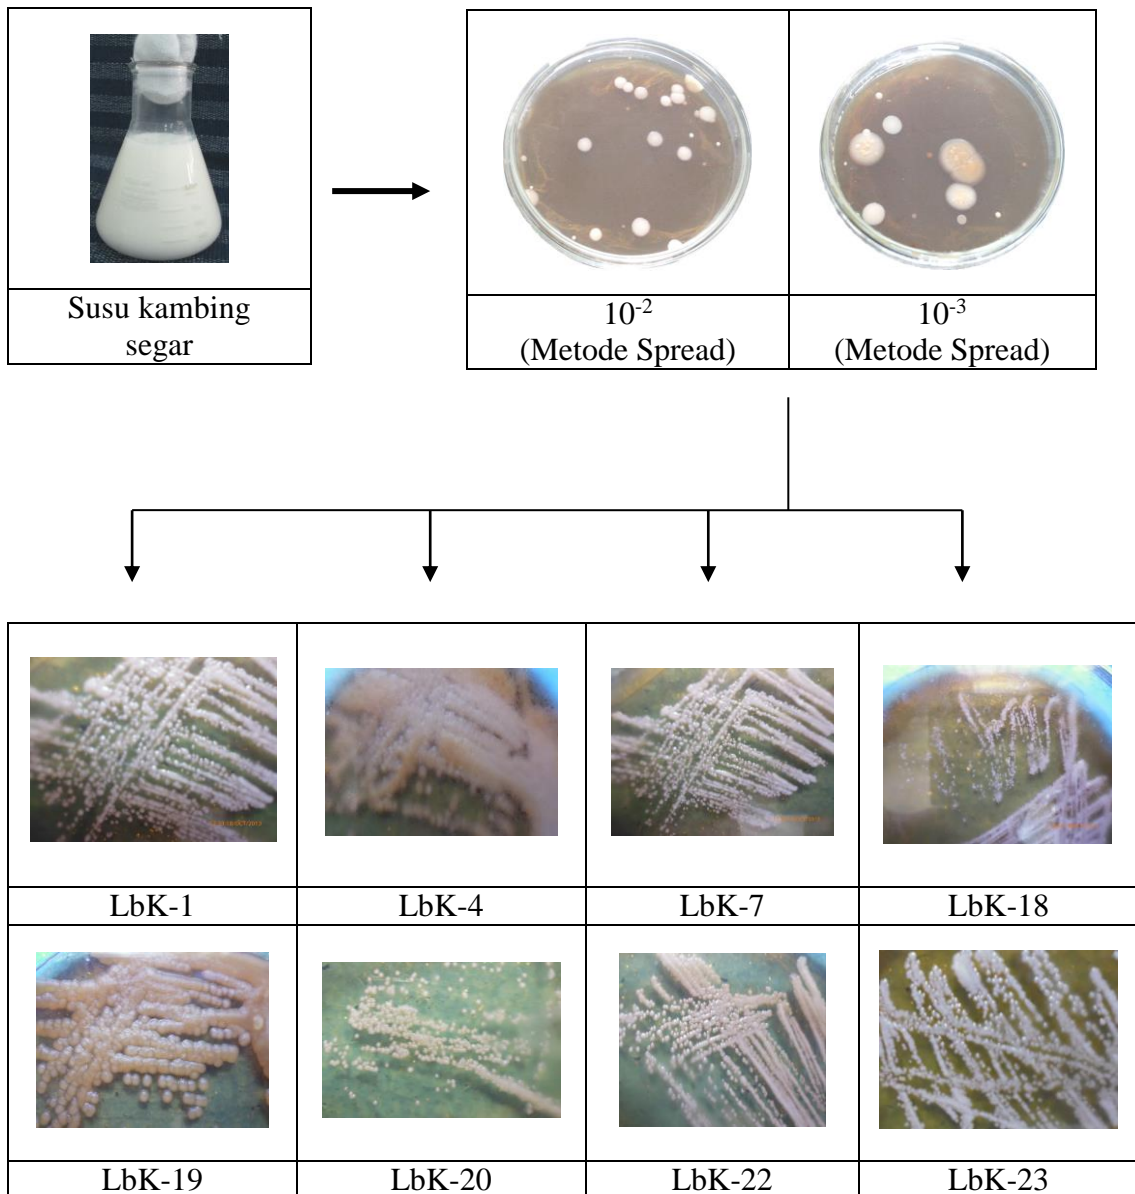 Susu kambing
segar
10⁻²
(Metode Spread)
10⁻³
(Metode Spread)
LbK-1
LbK-4
LbK-7
LbK-18
LbK-19
LbK-20
LbK-22
LbK-23